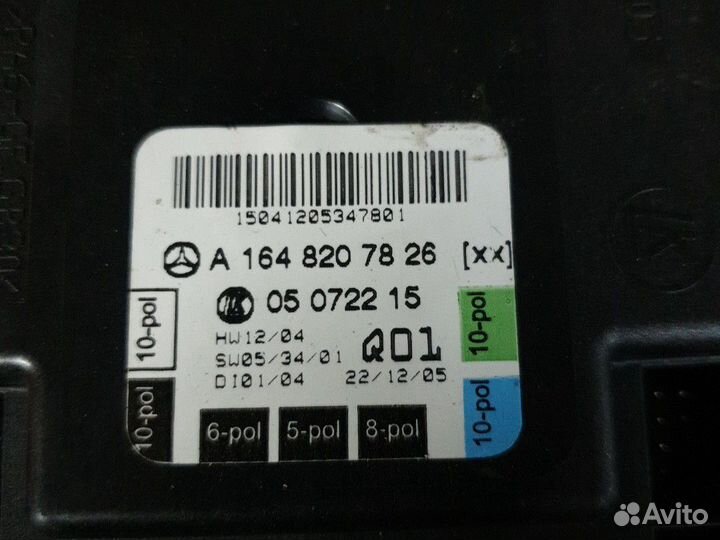 15041205347801
A 164 820 78 26 [xx]
05 0722 15
HW12/04
SW05/34/01
DI01/04
Q01
22/12/05
10-pol
10-pol
10-pol
10-pol
6-pol
5-pol
8-pol
Avito